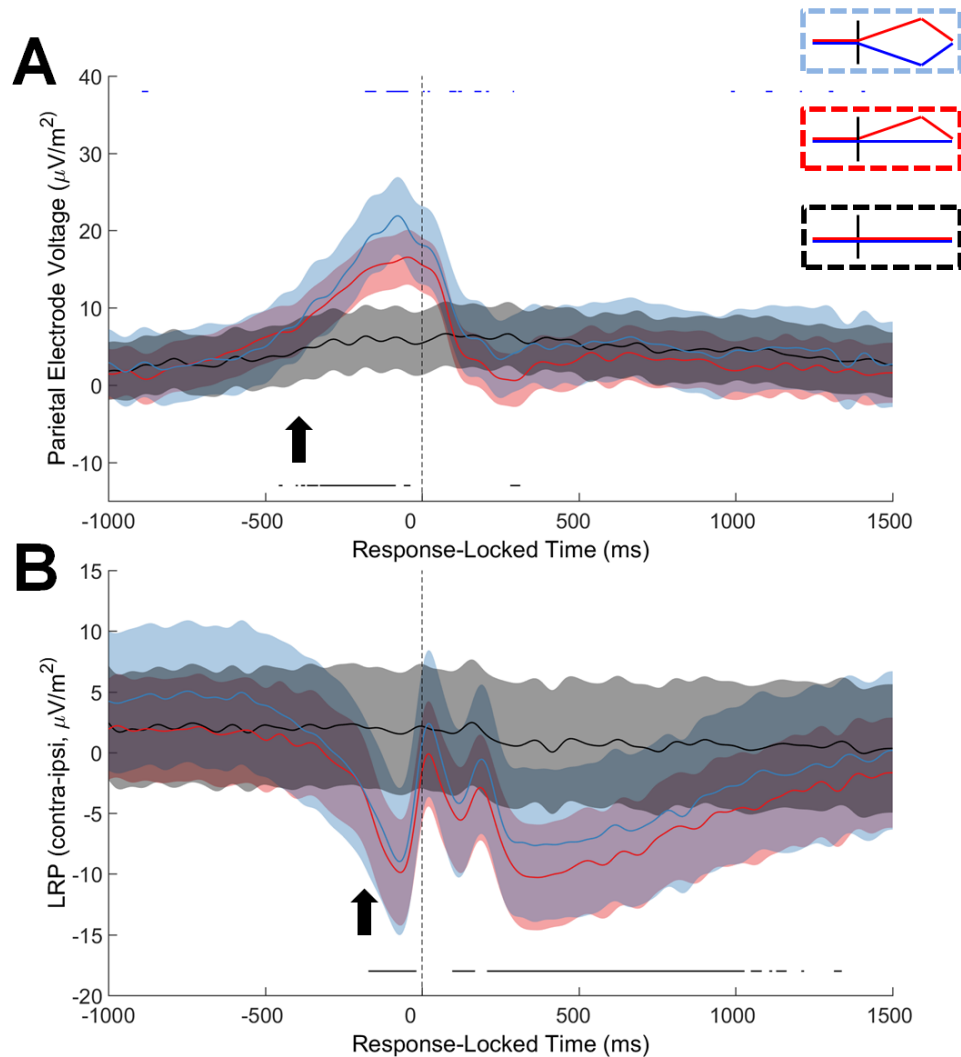 A
40
30
20
10
0
-10
Parietal Electrode Voltage (μV/m²)
-1000 -500 0 500 1000 1500
Response-Locked Time (ms)
B
15
10
5
0
-5
-10
-15
-20
LRP (contra-ipsi, μV/m²)
-1000 -500 0 500 1000 1500
Response-Locked Time (ms)